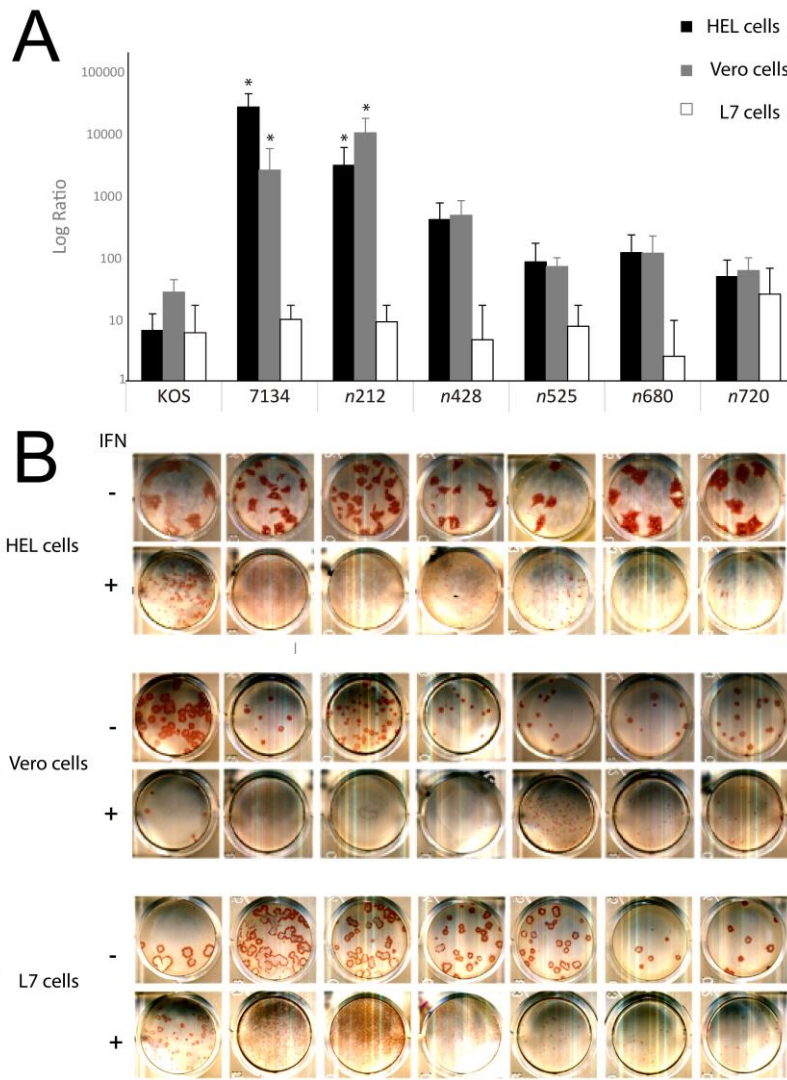 A
HEL cells
Vero cells
L7 cells
Log Ratio
100000
10000
1000
100
10
1
* * * *
KOS 7134 n212 n428 n525 n680 n720
B
IFN
-
HEL cells
+
-
Vero cells
+
-
L7 cells
+